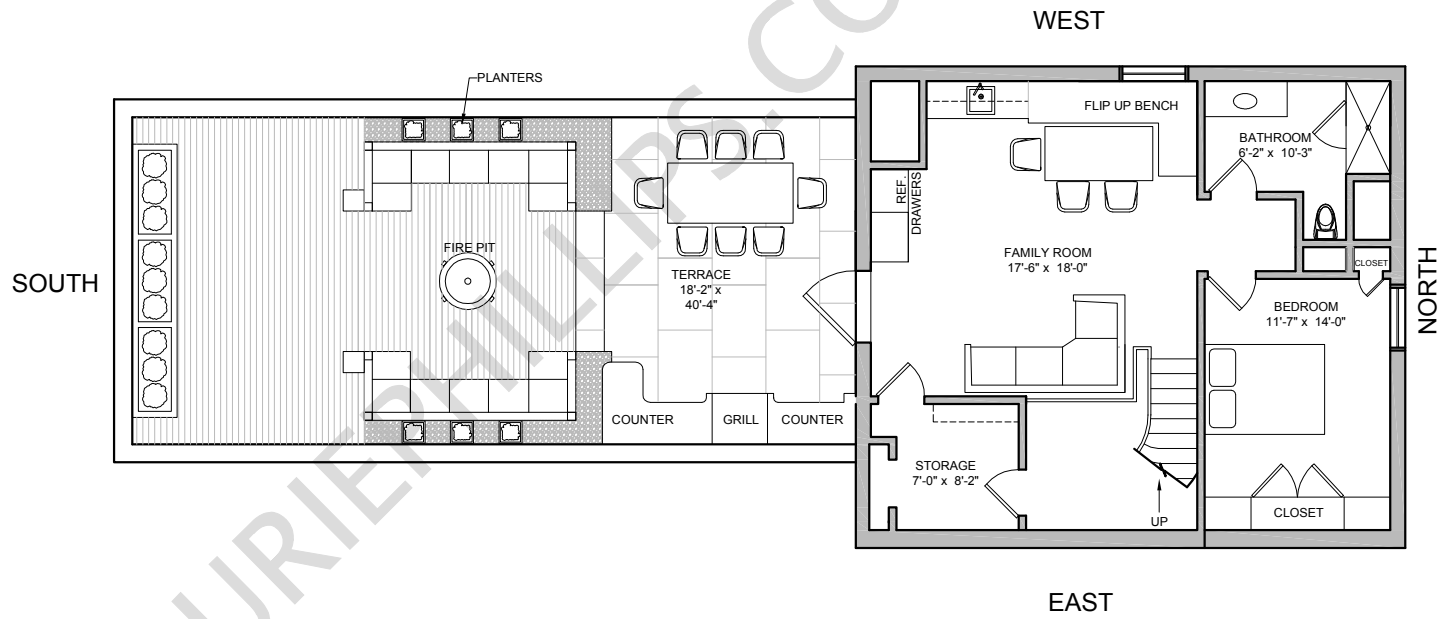 WEST
PLANTERS
FLIP UP BENCH
BATHROOM
6'-2" x 10'-3"
REF.
DRAWERS
SOUTH
FIRE PIT
TERRACE
18'-2" x
40'-4"
FAMILY ROOM
17'-6" x 18'-0"
CLOSET
NORTH
BEDROOM
11'-7" x 14'-0"
COUNTER
GRILL
COUNTER
STORAGE
7'-0" x 8'-2"
UP
CLOSET
EAST
URIEPHILLIPS.CO